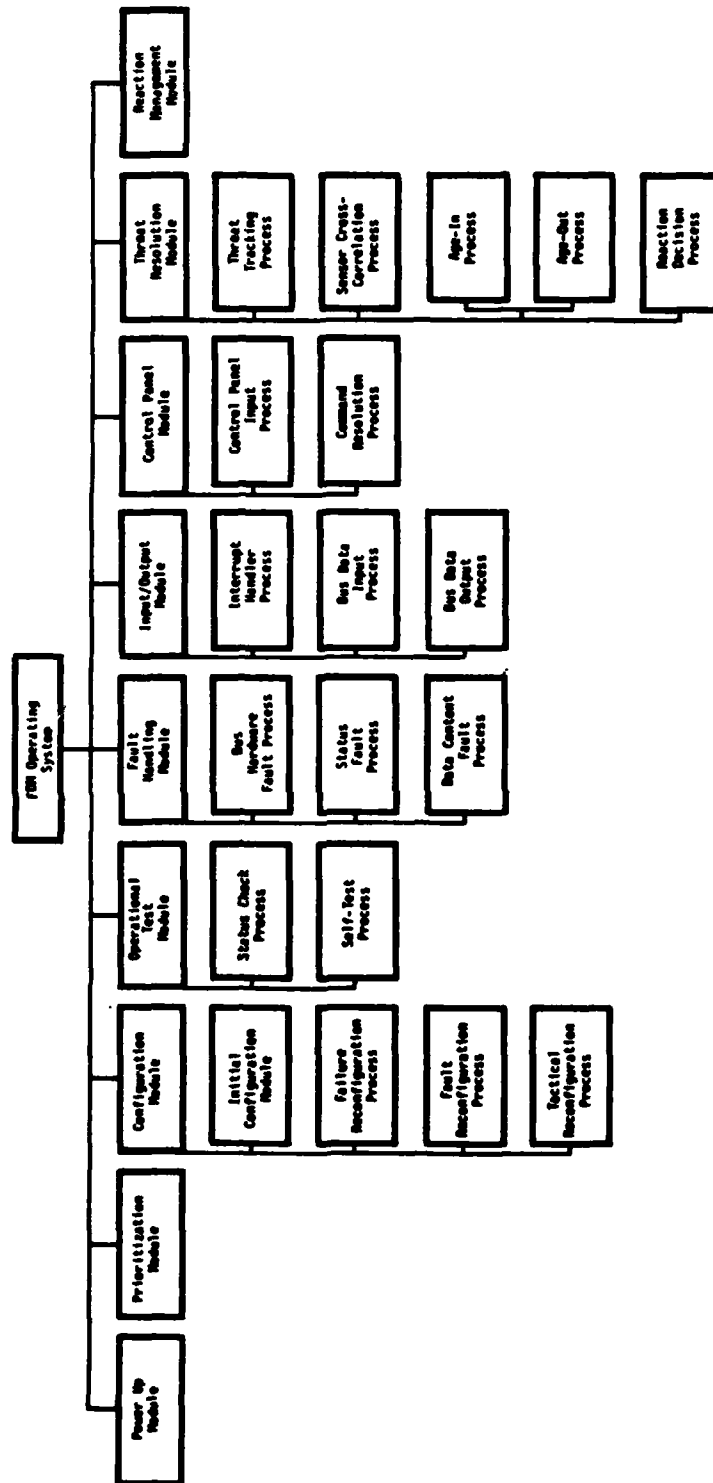 FOM Operating
System
Power Up
Module
Prioritization
Module
Configuration
Module
Initial
Configuration
Module
Failure
Reconfiguration
Process
Fault
Reconfiguration
Process
Tactical
Reconfiguration
Process
Operational
Test
Module
Status Check
Process
Self-Test
Process
Fault
Handling
Module
Bus
Hardware
Fault Process
Status
Fault
Process
Data Content
Fault
Process
Input/Output
Module
Interrupt
Handler
Process
Bus Data
Input
Process
Bus Data
Output
Process
Control Panel
Module
Control Panel
Input
Process
Command
Resolution
Process
Threat
Resolution
Module
Threat
Tracking
Process
Sensor Cross-
Correlation
Process
Age-In
Process
Age-Out
Process
Reaction
Decision
Process
Reaction
Management
Module